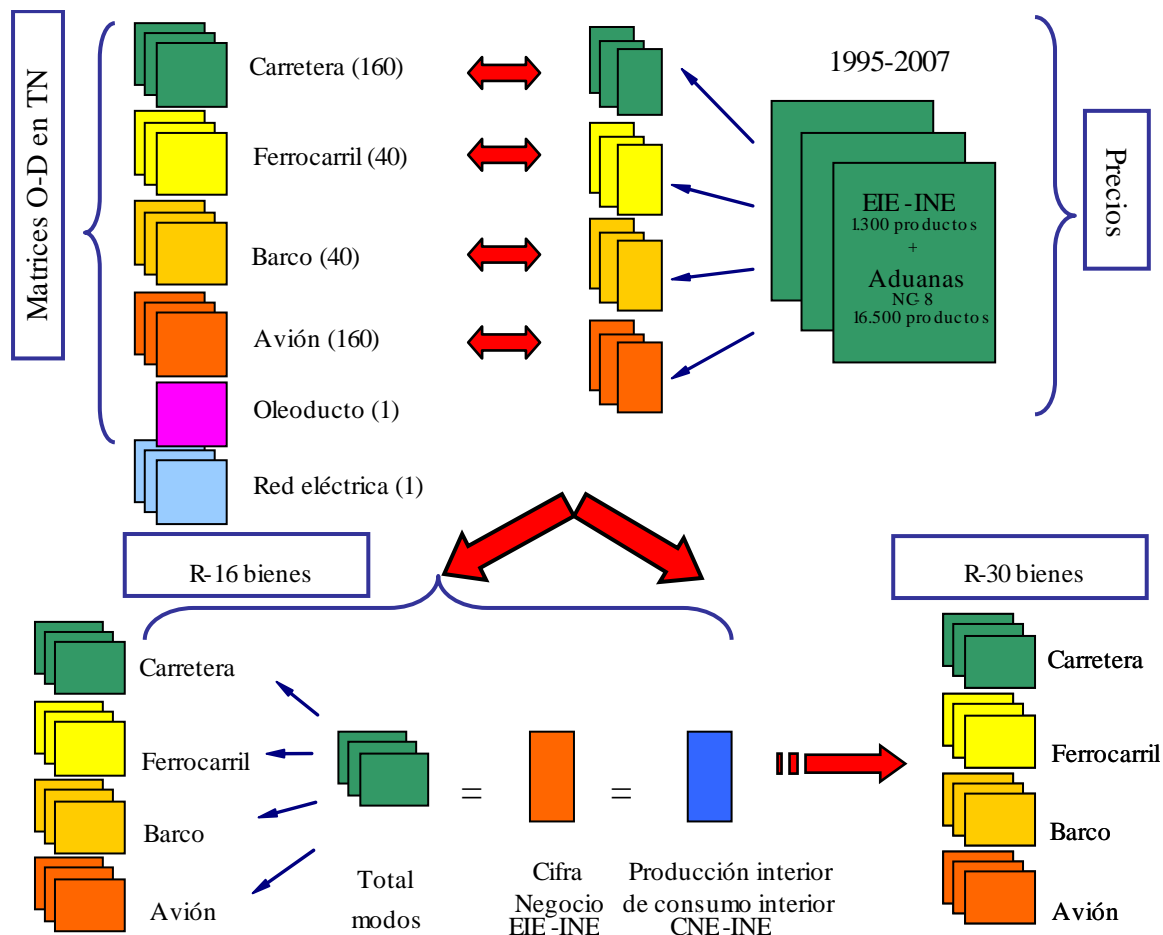 Matrices O-D en TN
Carretera (160)
Ferrocarril (40)
Barco (40)
Avión (160)
Oleoducto (1)
Red eléctrica (1)
1995-2007
EIE-INE
1.300 productos
+
Aduanas
NC-8
16.500 productos
Precios
R-16 bienes
R-30 bienes
Carretera
Ferrocarril
Barco
Avión
Total
modos
=
Cifra
Negocio
EIE-INE
=
Producción interior
de consumo interior
CNE-INE
Carretera
Ferrocarril
Barco
Avión